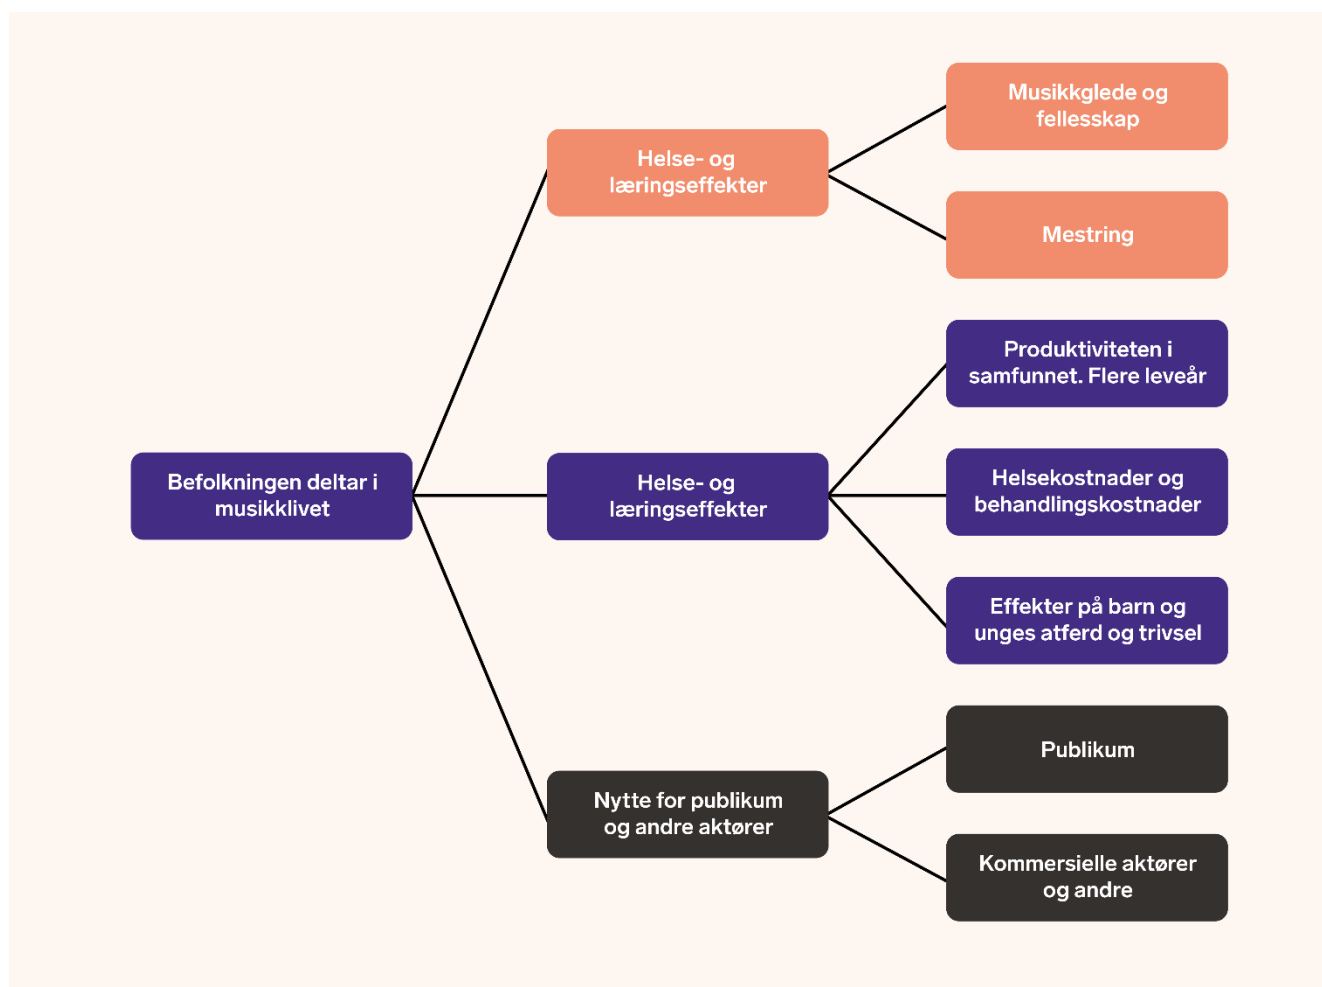 Befolkningen deltar i
musikklivet
Helse- og
læringseffekter
Musikkglede og
fellesskap
Mestring
Helse- og
læringseffekter
Produktiviteten i
samfunnet. Flere leveår
Helsekostnader og
behandlingskostnader
Effekter på barn og
unges atferd og trivsel
Nytte for publikum
og andre aktører
Publikum
Kommersielle aktører
og andre